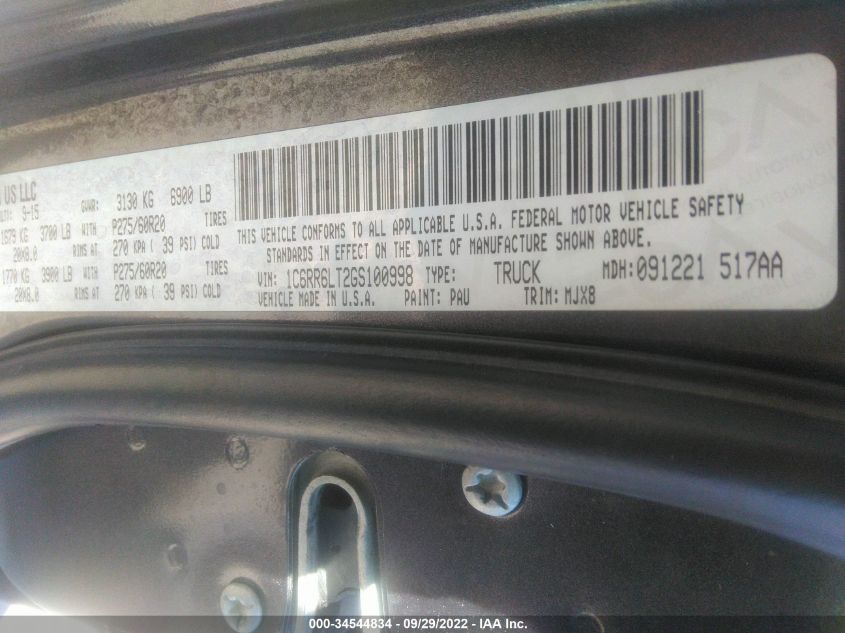 US LLC
9-15 GVWR: 3130 KG 6900 LB
1679 KG 3700 LB WITH P275/60R20 TIRES
20X8.0 RIMS AT 270 KPA ( 39 PSI) COLD
1770 KG 3900 LB WITH P275/60R20 TIRES
20X8.0 RIMS AT 270 KPA ( 39 PSI) COLD
THIS VEHICLE CONFORMS TO ALL APPLICABLE U.S.A. FEDERAL MOTOR VEHICLE SAFETY
STANDARDS IN EFFECT ON THE DATE OF MANUFACTURE SHOWN ABOVE.
VIN: 1C6RR6LT2GS100998 TYPE: TRUCK MDH:091221 517AA
VEHICLE MADE IN U.S.A. PAINT: PAU TRIM: MJX8
000-34544834 / 09/29/2022 - IAA Inc.